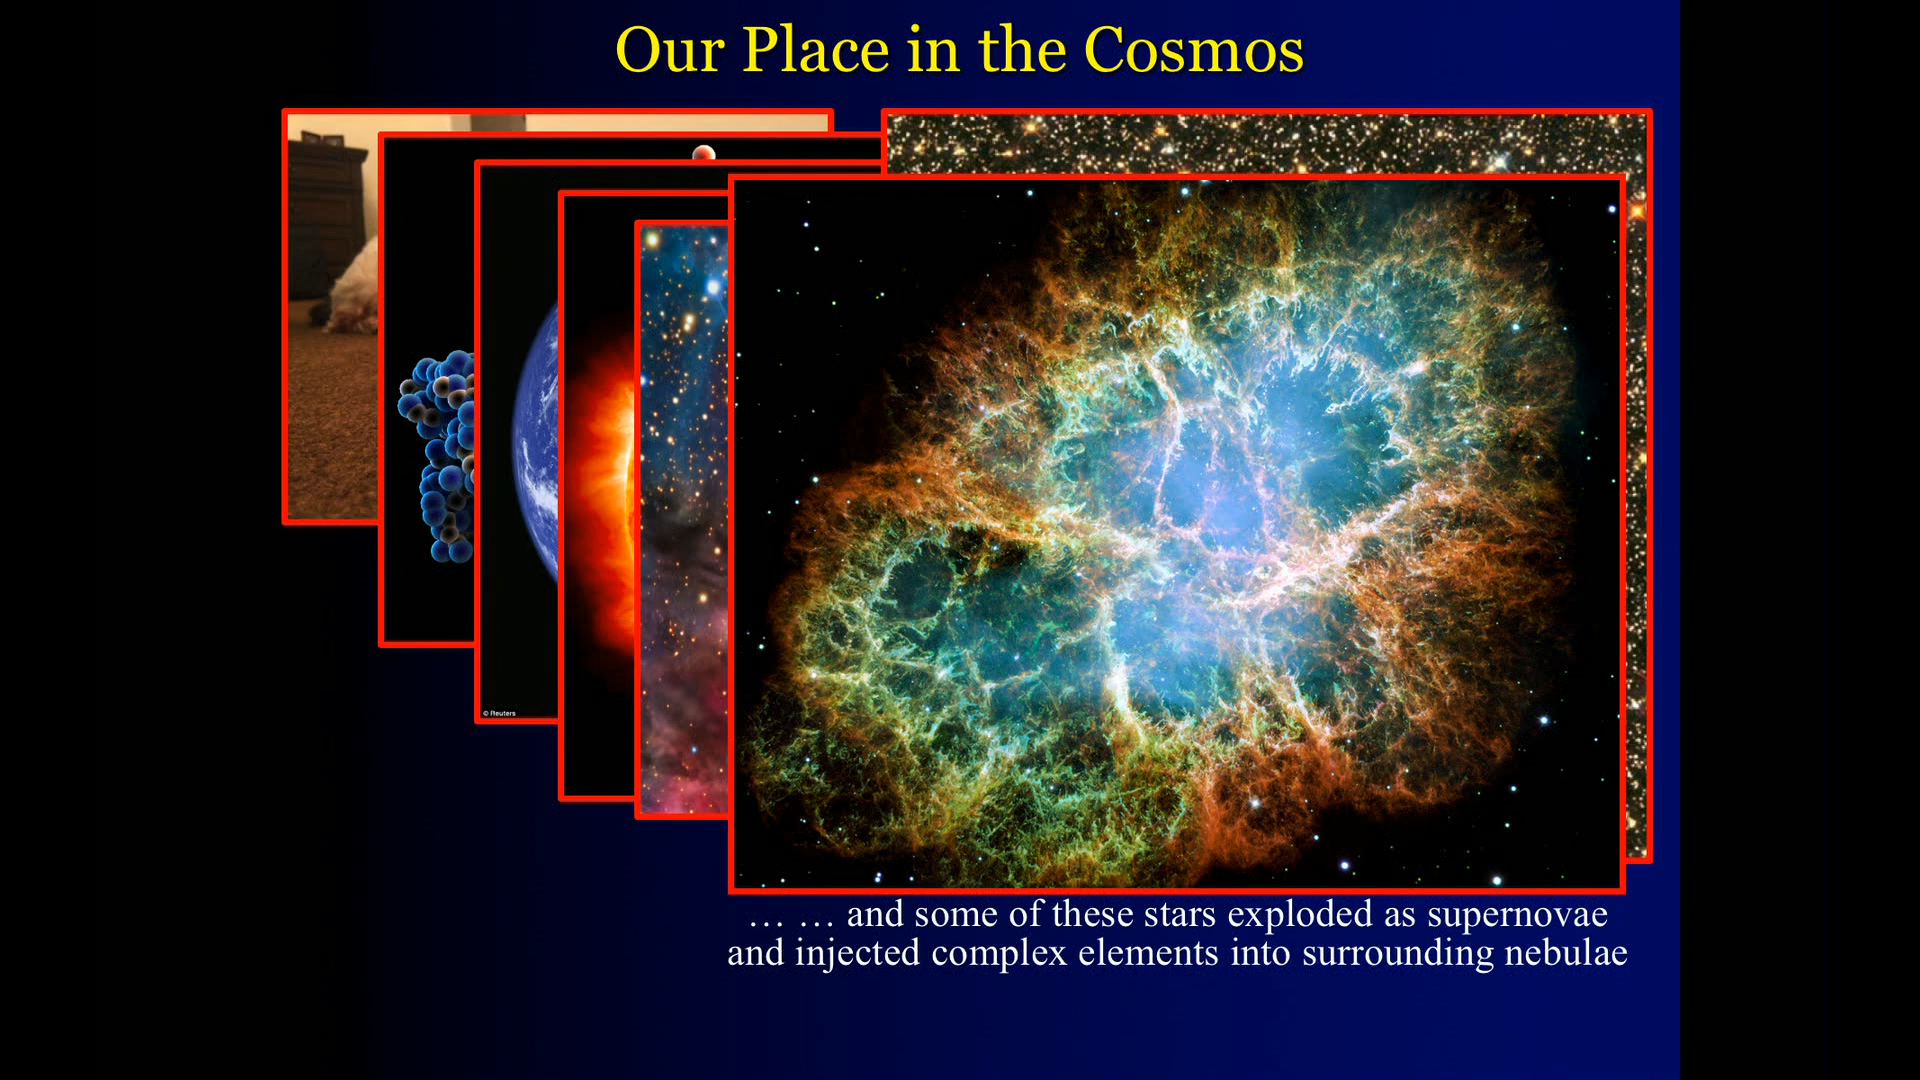 Our Place in the Cosmos
© Reuters
… … and some of these stars exploded as supernovae
and injected complex elements into surrounding nebulae